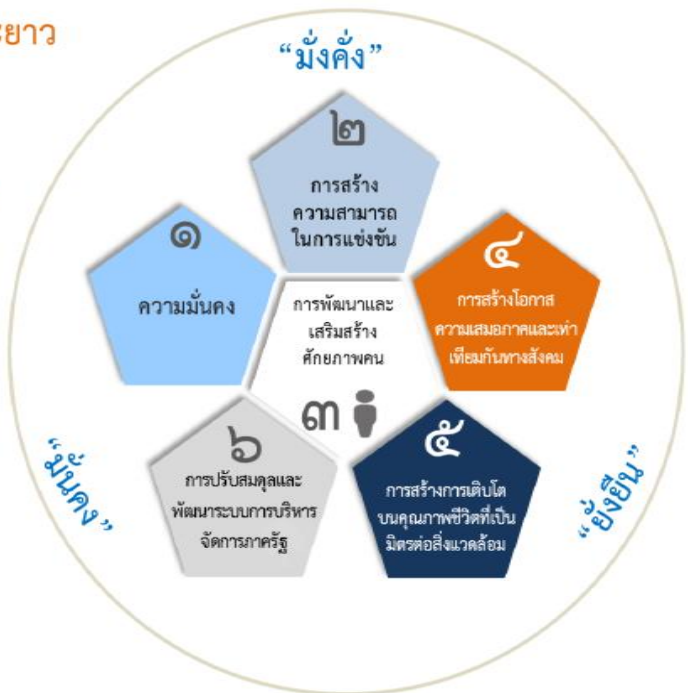 ะยาว
“มั่งคั่ง”
๒
การสร้าง
ความสามารถ
ในการแข่งขัน
๑
ความมั่นคง
การพัฒนาและ
เสริมสร้าง
ศักยภาพคน
๓
๔
การสร้างโอกาส
ความเสมอภาคและเท่า
เทียมกันทางสังคม
๖
การปรับสมดุลและ
พัฒนาระบบการบริหาร
จัดการภาครัฐ
๕
การสร้างการเติบโต
บนคุณภาพชีวิตที่เป็น
มิตรต่อสิ่งแวดล้อม
“มั่นคง”
“ยั่งยืน”